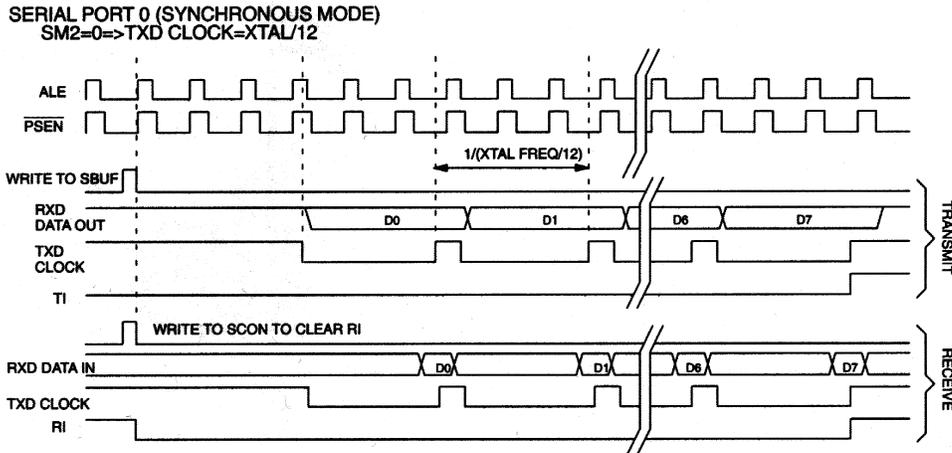 SERIAL PORT 0 (SYNCHRONOUS MODE)
SM2=0=>TXD CLOCK=XTAL/12
ALE
PSEN
1/(XTAL FREQ/12)
WRITE TO SBUF
RXD
DATA OUT
D0 D1 D6 D7
TXD
CLOCK
TI
TRANSMIT
WRITE TO SCON TO CLEAR RI
RXD DATA IN
D0 D1 D6 D7
TXD CLOCK
RI
RECEIVE